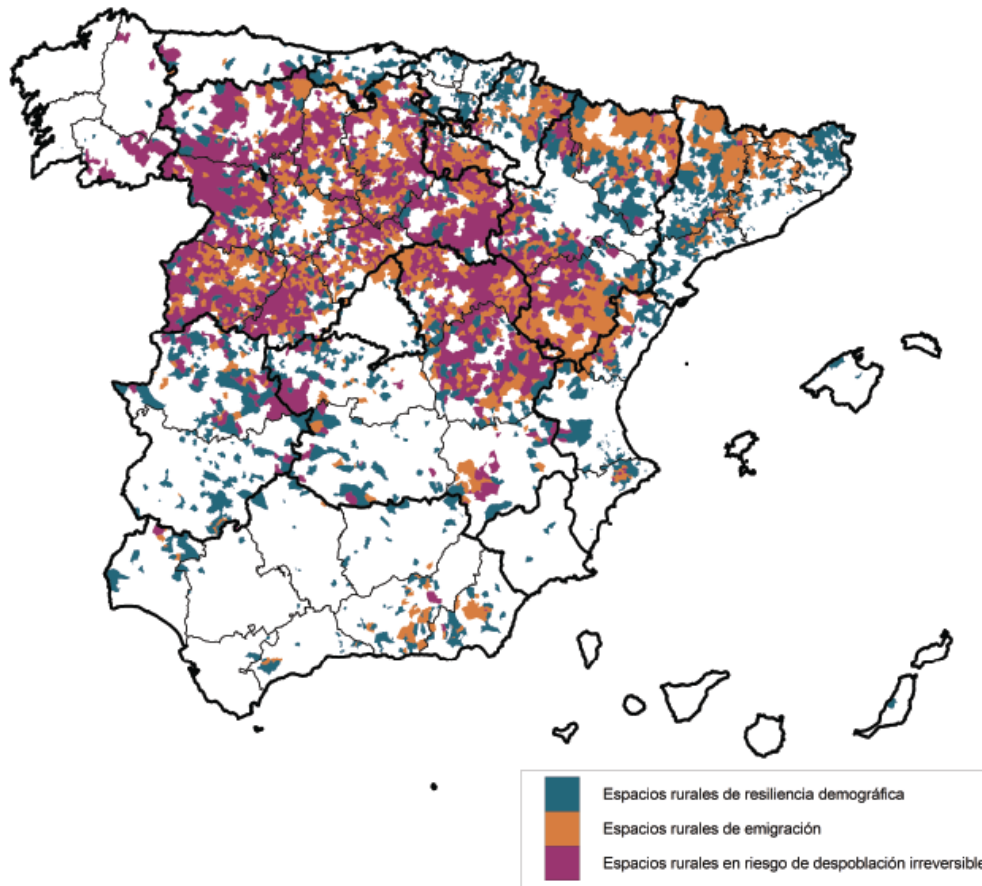 Espacios rurales de resiliencia demográfica
Espacios rurales de emigración
Espacios rurales en riesgo de despoblación irreversible